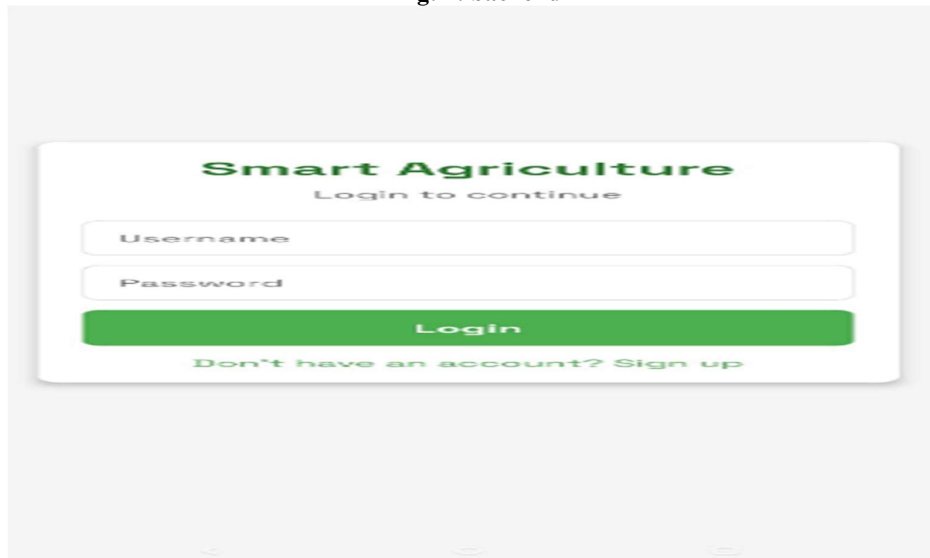 Smart Agriculture
Login to continue
Username
Password
Login
Don't have an account? Sign up